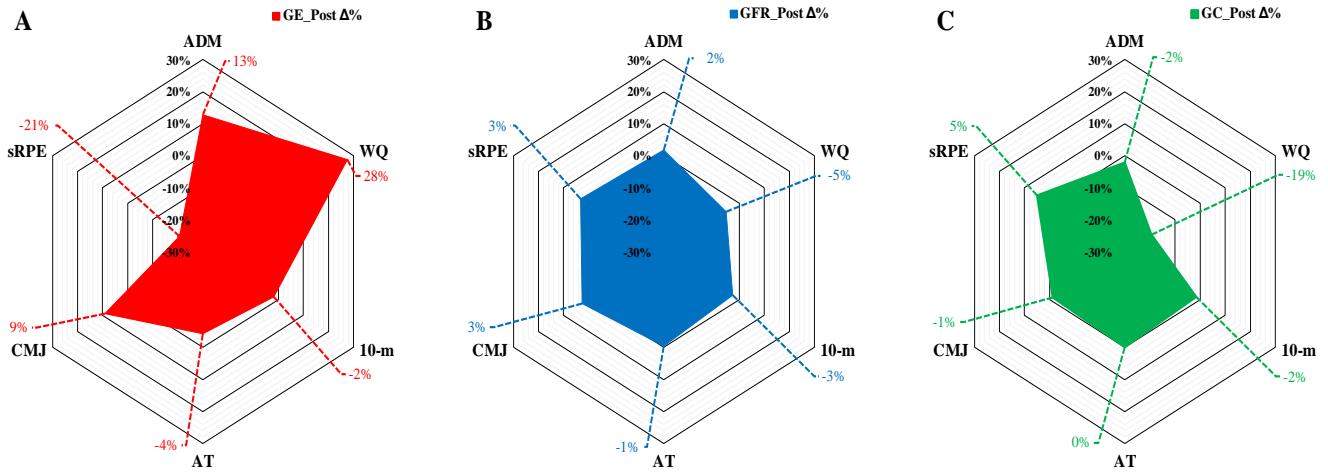 A
GE_Post Δ%
ADM
30%
20%
10%
0%
-10%
-20%
-30%
13%
WQ
28%
10-m
-2%
AT
-4%
CMJ
9%
sRPE
-21%
B
GFR_Post Δ%
ADM
30%
20%
10%
0%
-10%
-20%
-30%
2%
WQ
-5%
10-m
-3%
AT
-1%
CMJ
3%
sRPE
3%
C
GC_Post Δ%
ADM
30%
20%
10%
0%
-10%
-20%
-30%
-2%
WQ
-19%
10-m
-2%
AT
0%
CMJ
-1%
sRPE
5%